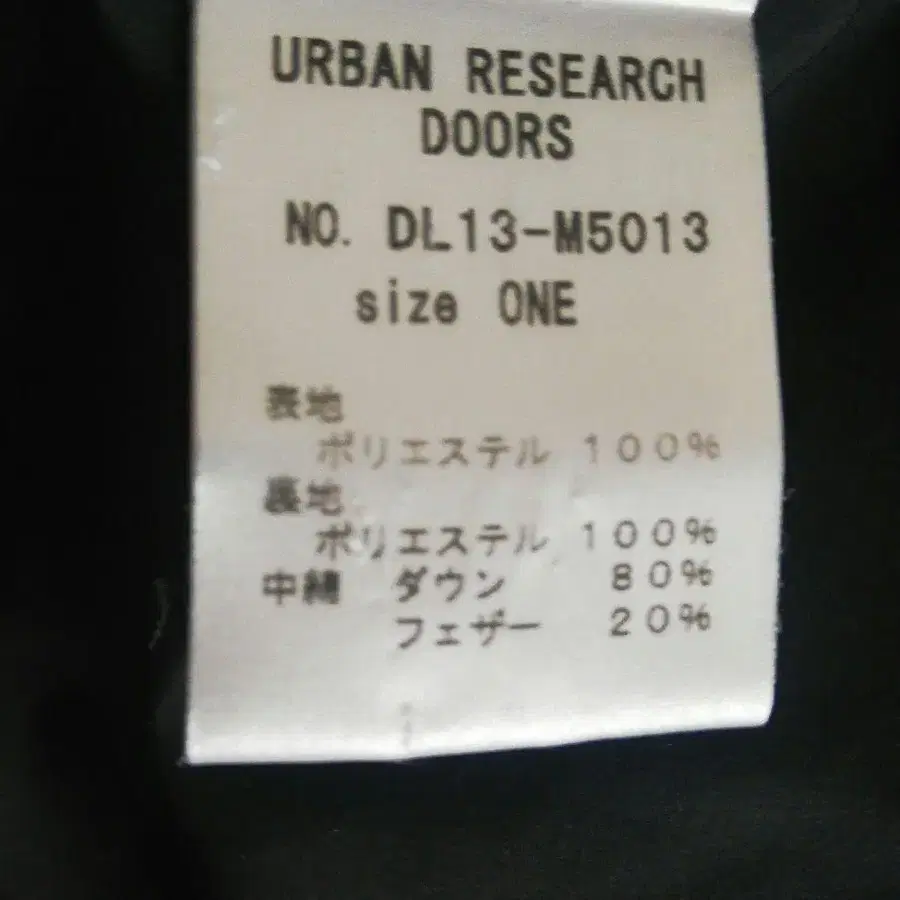 URBAN RESEARCH
DOORS
NO. DL13-M5013
size ONE
表地
ポリエステル 100%
裏地
ポリエステル 100%
中綿 ダウン 80%
フェザー 20%